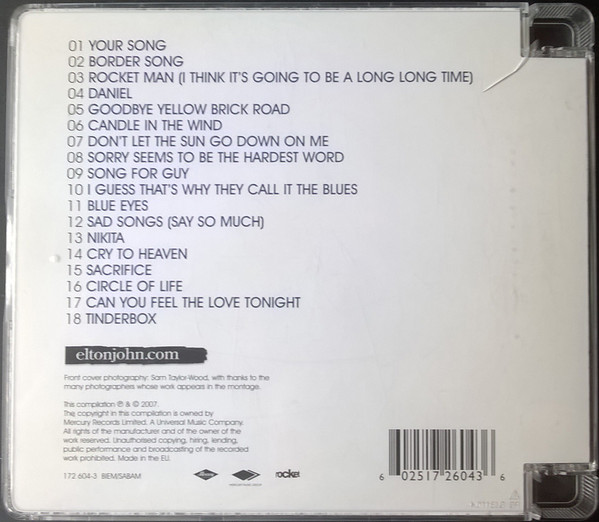 01 YOUR SONG
02 BORDER SONG
03 ROCKET MAN (I THINK IT'S GOING TO BE A LONG LONG TIME)
04 DANIEL
05 GOODBYE YELLOW BRICK ROAD
06 CANDLE IN THE WIND
07 DON'T LET THE SUN GO DOWN ON ME
08 SORRY SEEMS TO BE THE HARDEST WORD
09 SONG FOR GUY
10 I GUESS THAT'S WHY THEY CALL IT THE BLUES
11 BLUE EYES
12 SAD SONGS (SAY SO MUCH)
13 NIKITA
14 CRY TO HEAVEN
15 SACRIFICE
16 CIRCLE OF LIFE
17 CAN YOU FEEL THE LOVE TONIGHT
18 TINDERBOX
eltonjohn.com
Front cover photography: Sam Taylor-Wood, with thanks to the
many photographers whose work appears in the montage.
This compilation ℗ & © 2007.
The copyright in this compilation is owned by
Mercury Records Limited. A Universal Music Company.
All rights of the manufacturer and of the owner of the
work reserved. Unauthorised copying, hiring, lending,
public performance and broadcasting of the recorded
work prohibited. Made in the EU.
172 604-3 BIEM/SABAM
rocket
6 02517 26043 6